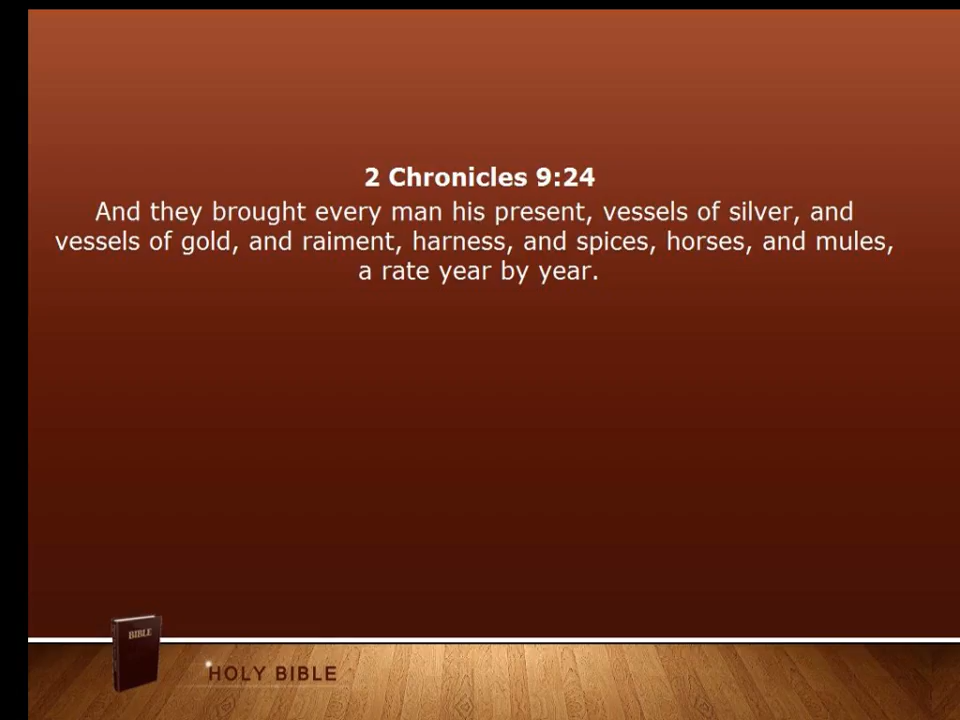 2 Chronicles 9:24
And they brought every man his present, vessels of silver, and
vessels of gold, and raiment, harness, and spices, horses, and mules,
a rate year by year.
BIBLE
HOLY BIBLE